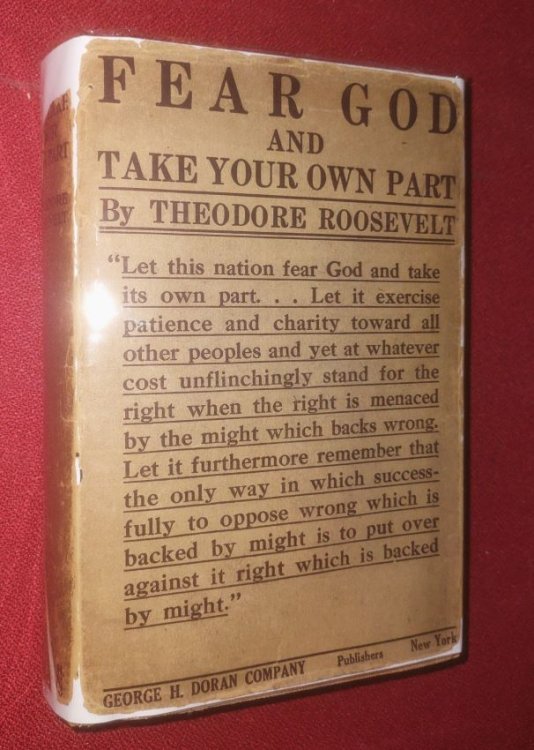 FEAR GOD
AND
TAKE YOUR OWN PART
By THEODORE ROOSEVELT
"Let this nation fear God and take
its own part. . . Let it exercise
patience and charity toward all
other peoples and yet at whatever
cost unflinchingly stand for the
right when the right is menaced
by the might which backs wrong.
Let it furthermore remember that
the only way in which success-
fully to oppose wrong which is
backed by might is to put over
against it right which is backed
by might."
GEORGE H. DORAN COMPANY Publishers New York